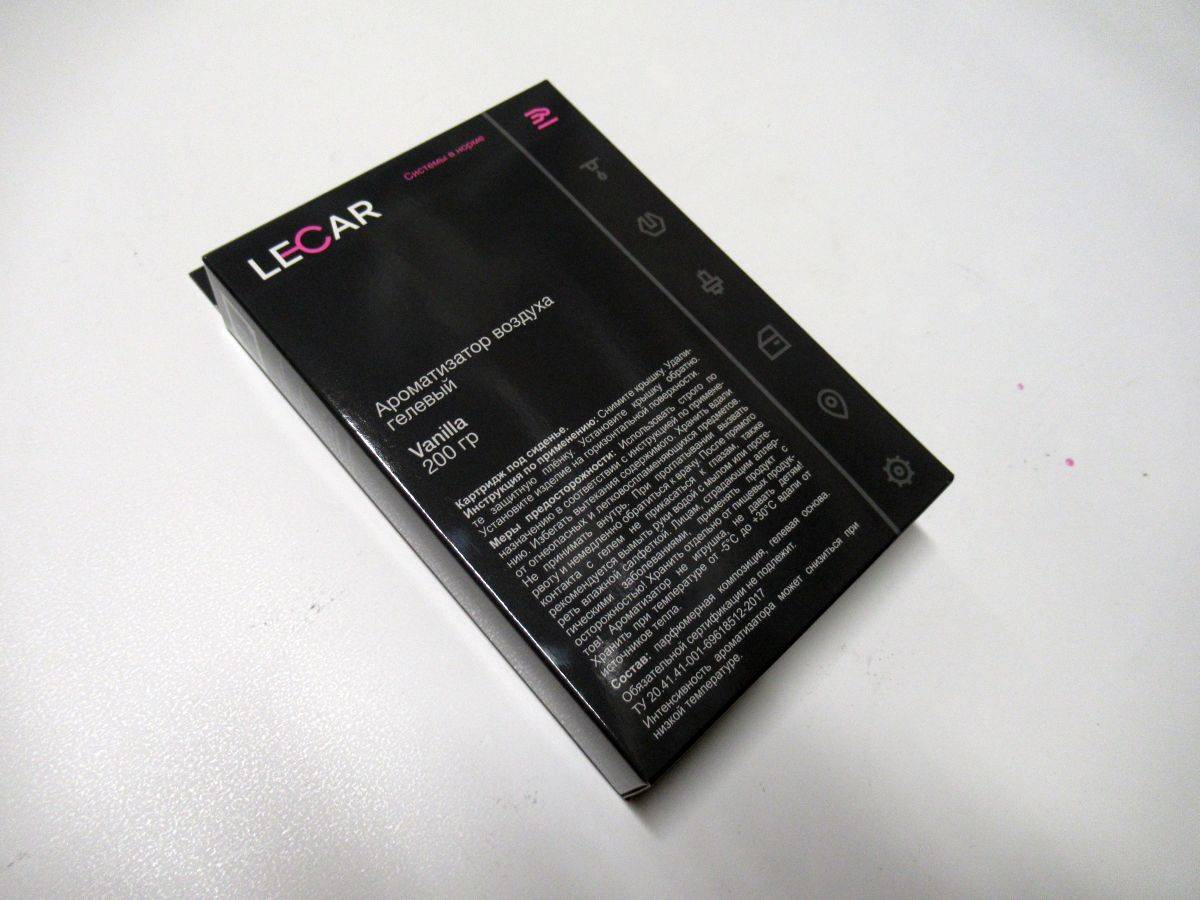 Системы в норме
LECAR
Ароматизатор воздуха
гелевый
Vanilla
200 гр
Картридж под сиденье.
Инструкция по применению: Снимите крышку. Удали-
те защитную плёнку. Установите крышку обратно.
Установите изделие на горизонтальной поверхности.
Меры предосторожности: Использовать строго по
назначению в соответствии с инструкцией по примене-
нию. Избегать вытекания содержимого. Хранить вдали
от огнеопасных и легковоспламеняющихся предметов.
Не принимать внутрь. При проглатывании вызвать
рвоту и немедленно обратиться к врачу. После прямого
контакта с гелем не прикасаться к глазам, также
рекомендуется вымыть руки водой с мылом или проте-
реть влажной салфеткой. Лицам, страдающим аллер-
гическими заболеваниями, применять продукт с
осторожностью! Хранить отдельно от пищевых продук-
тов! Ароматизатор не игрушка, не давать детям!
Хранить при температуре от -5°C до +30°C вдали от
источников тепла.
Состав: парфюмерная композиция, гелевая основа.
Обязательной сертификации не подлежит.
ТУ 20.41.41-001-69618512-2017
Интенсивность ароматизатора может снизиться при
низкой температуре.